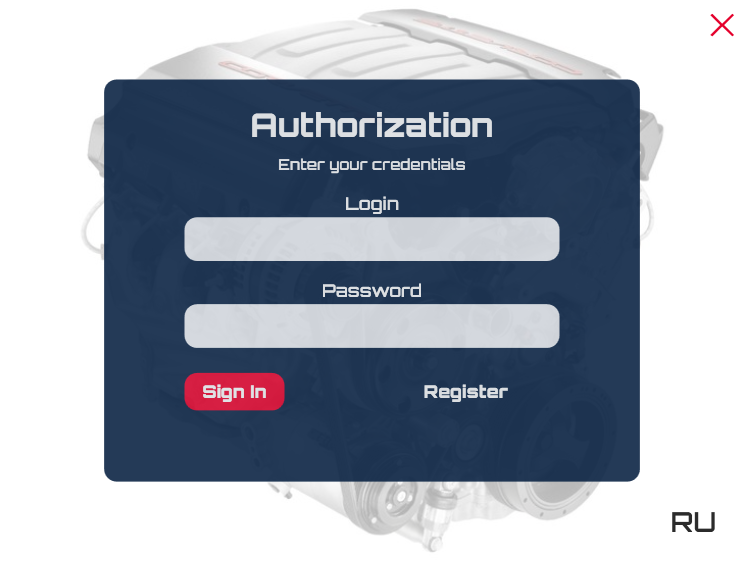 Authorization
Enter your credentials
Login
Password
Sign In
Register
RU